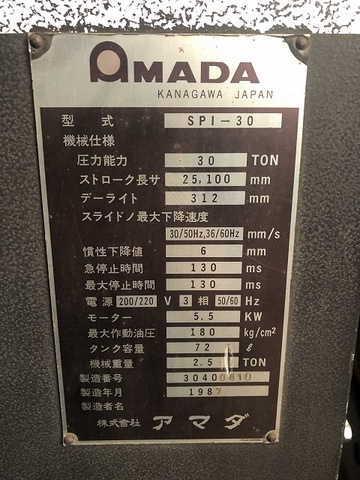 AMADA
KANAGAWA JAPAN
型式 SPI-30
機械仕様
圧力能力 30 TON
ストローク長サ 25,100 mm
デーライト 312 mm
スライドノ最大下降速度
30/50Hz,36/60Hz mm/s
慣性下降値 6 mm
急停止時間 130 ms
最大停止時間 130 ms
電源 200/220 V 3 相 50/60 Hz
モーター 5.5 KW
最大作動油圧 180 kg/cm²
タンク容量 72 ℓ
機械重量 2.5 TON
製造番号 30400610
製造年月 1987
製造者名
株式会社 アマダ